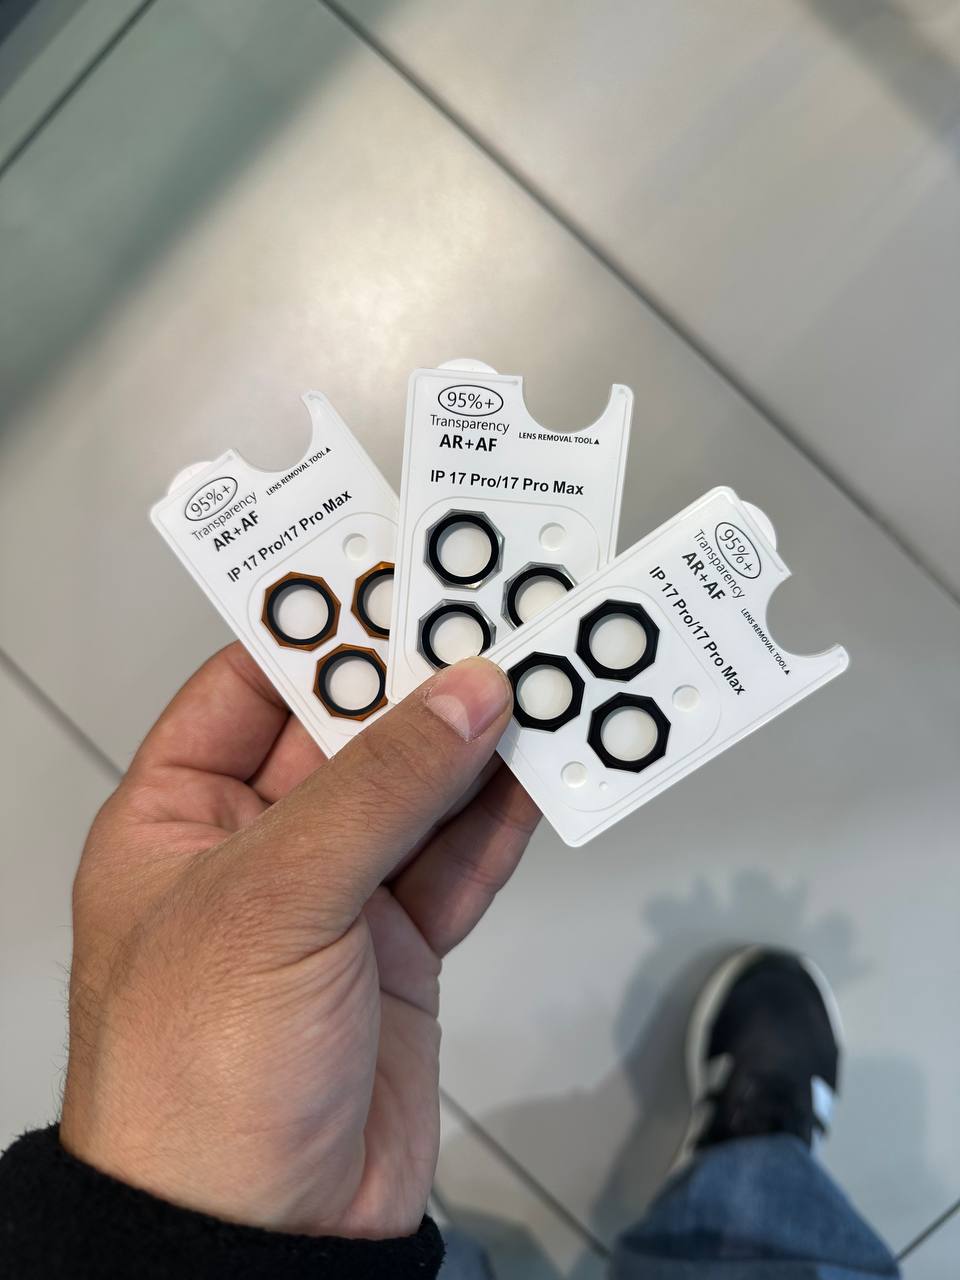 95%+
Transparency
AR+AF
LENS REMOVAL TOOL▲
IP 17 Pro/17 Pro Max
95%+
Transparency
AR+AF
LENS REMOVAL TOOL▲
IP 17 Pro/17 Pro Max
95%+
Transparency
AR+AF
LENS REMOVAL TOOL▲
IP 17 Pro/17 Pro Max